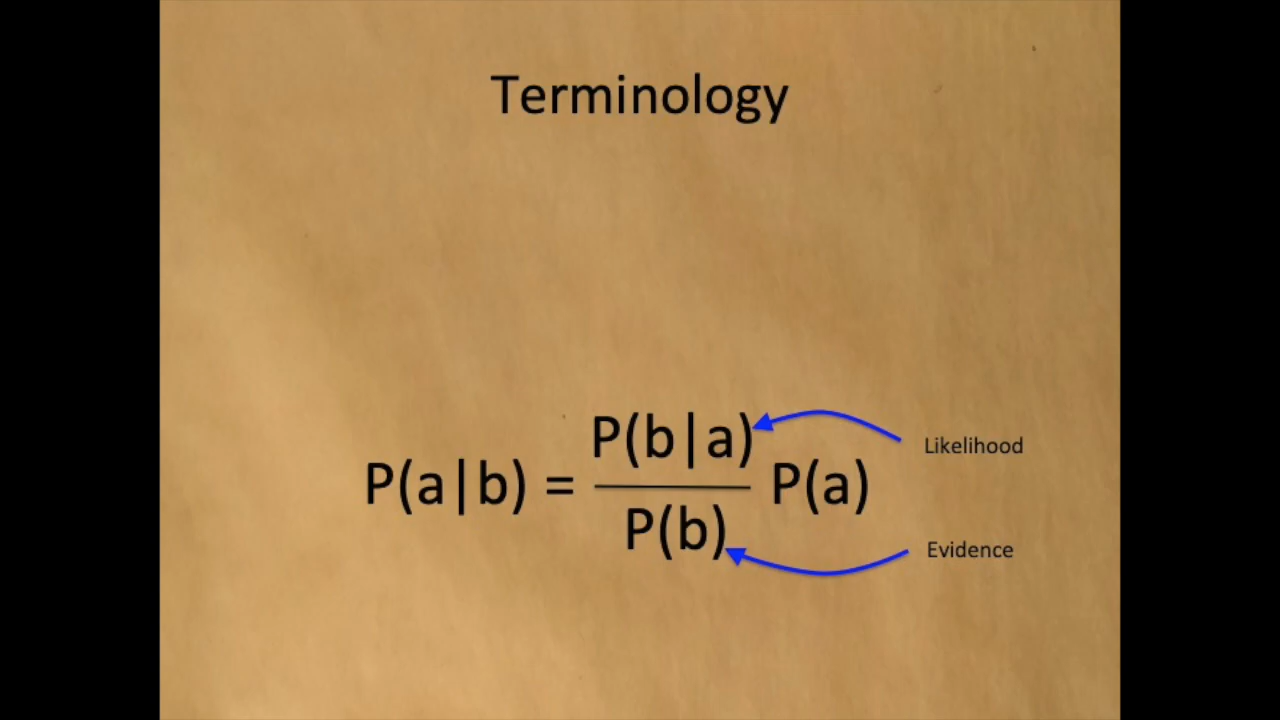 Terminology
P(b|a)
Likelihood
P(a|b) = P(a)
P(b)
Evidence